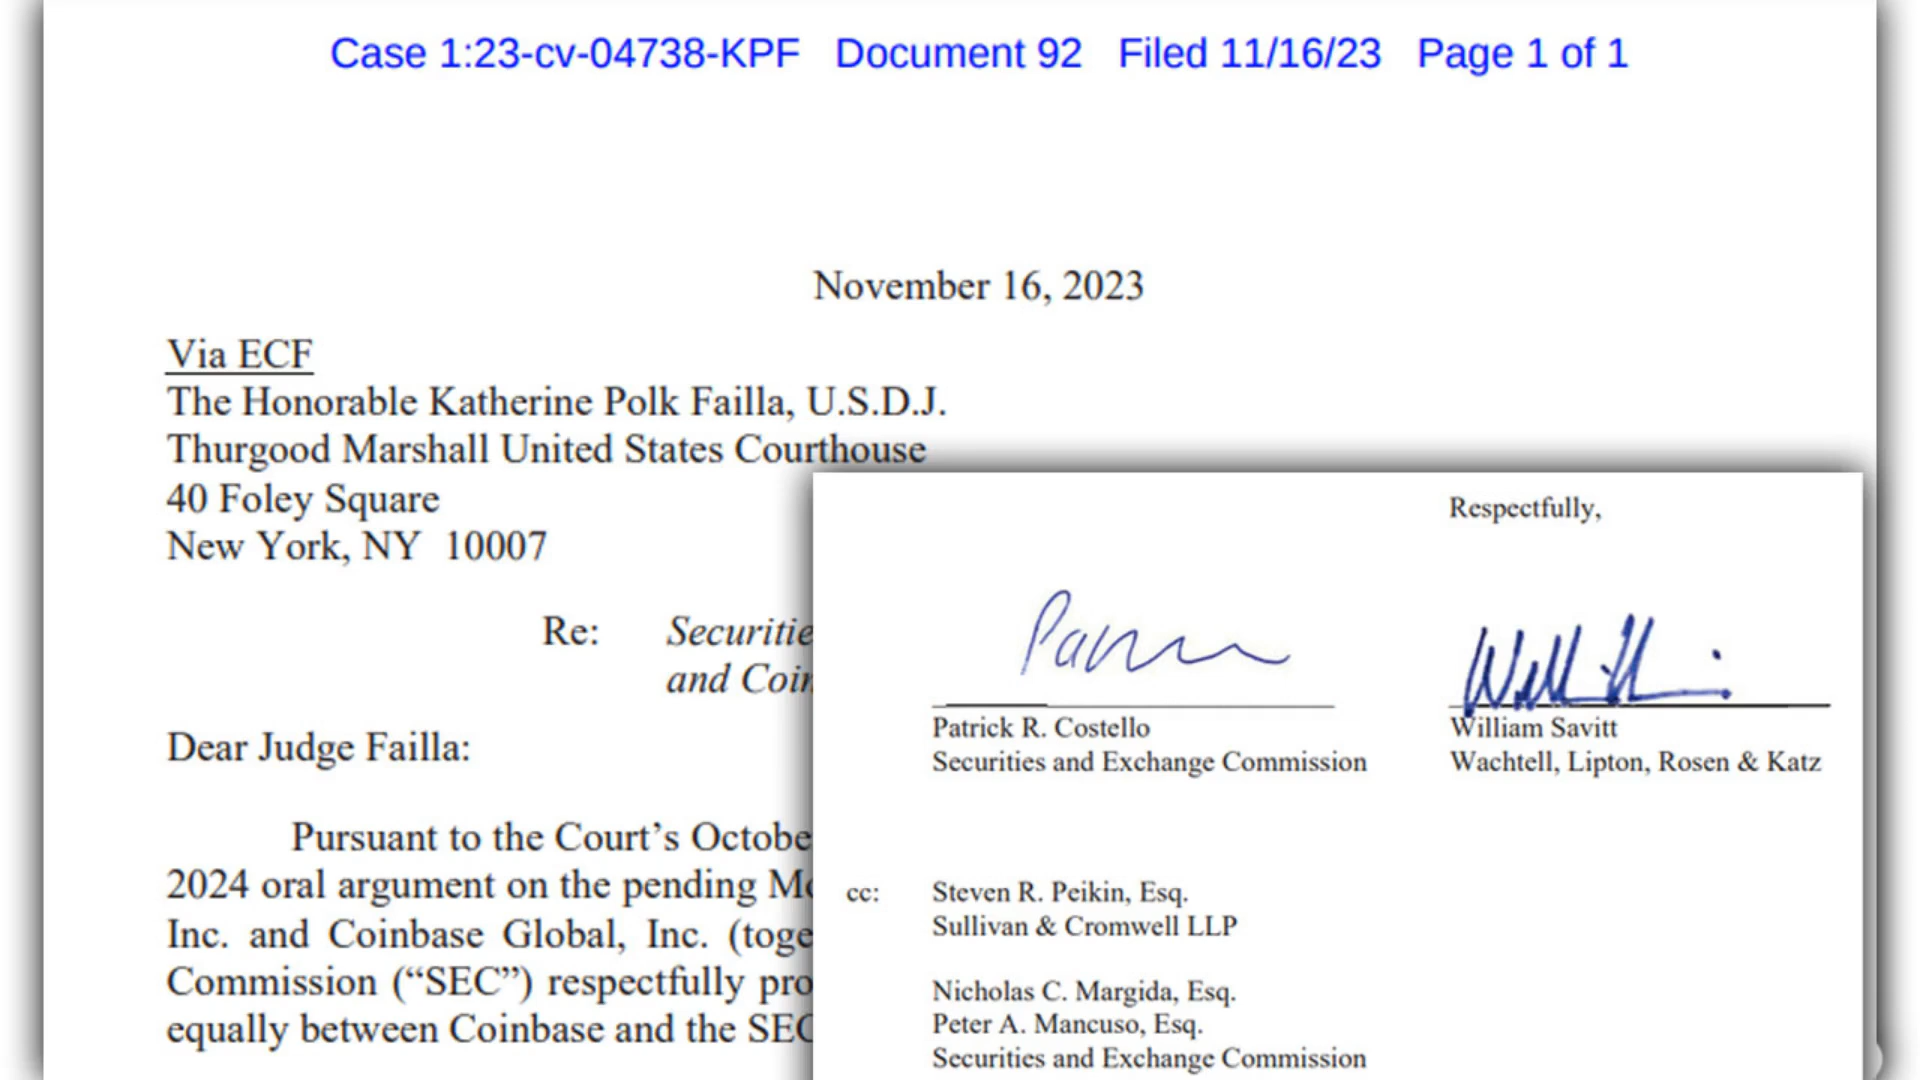 Case 1:23-cv-04738-KPF Document 92 Filed 11/16/23 Page 1 of 1
November 16, 2023
Via ECF
The Honorable Katherine Polk Failla, U.S.D.J.
Thurgood Marshall United States Courthouse
40 Foley Square
New York, NY 10007
Re: Securitie
and Coin
Dear Judge Failla:
Pursuant to the Court’s Octobe
2024 oral argument on the pending Mo
Inc. and Coinbase Global, Inc. (toge
Commission (“SEC”) respectfully pro
equally between Coinbase and the SEC
Respectfully,
Patrick R. Costello
Securities and Exchange Commission
William Savitt
Wachtell, Lipton, Rosen & Katz
cc: Steven R. Peikin, Esq.
Sullivan & Cromwell LLP
Nicholas C. Margida, Esq.
Peter A. Mancuso, Esq.
Securities and Exchange Commission